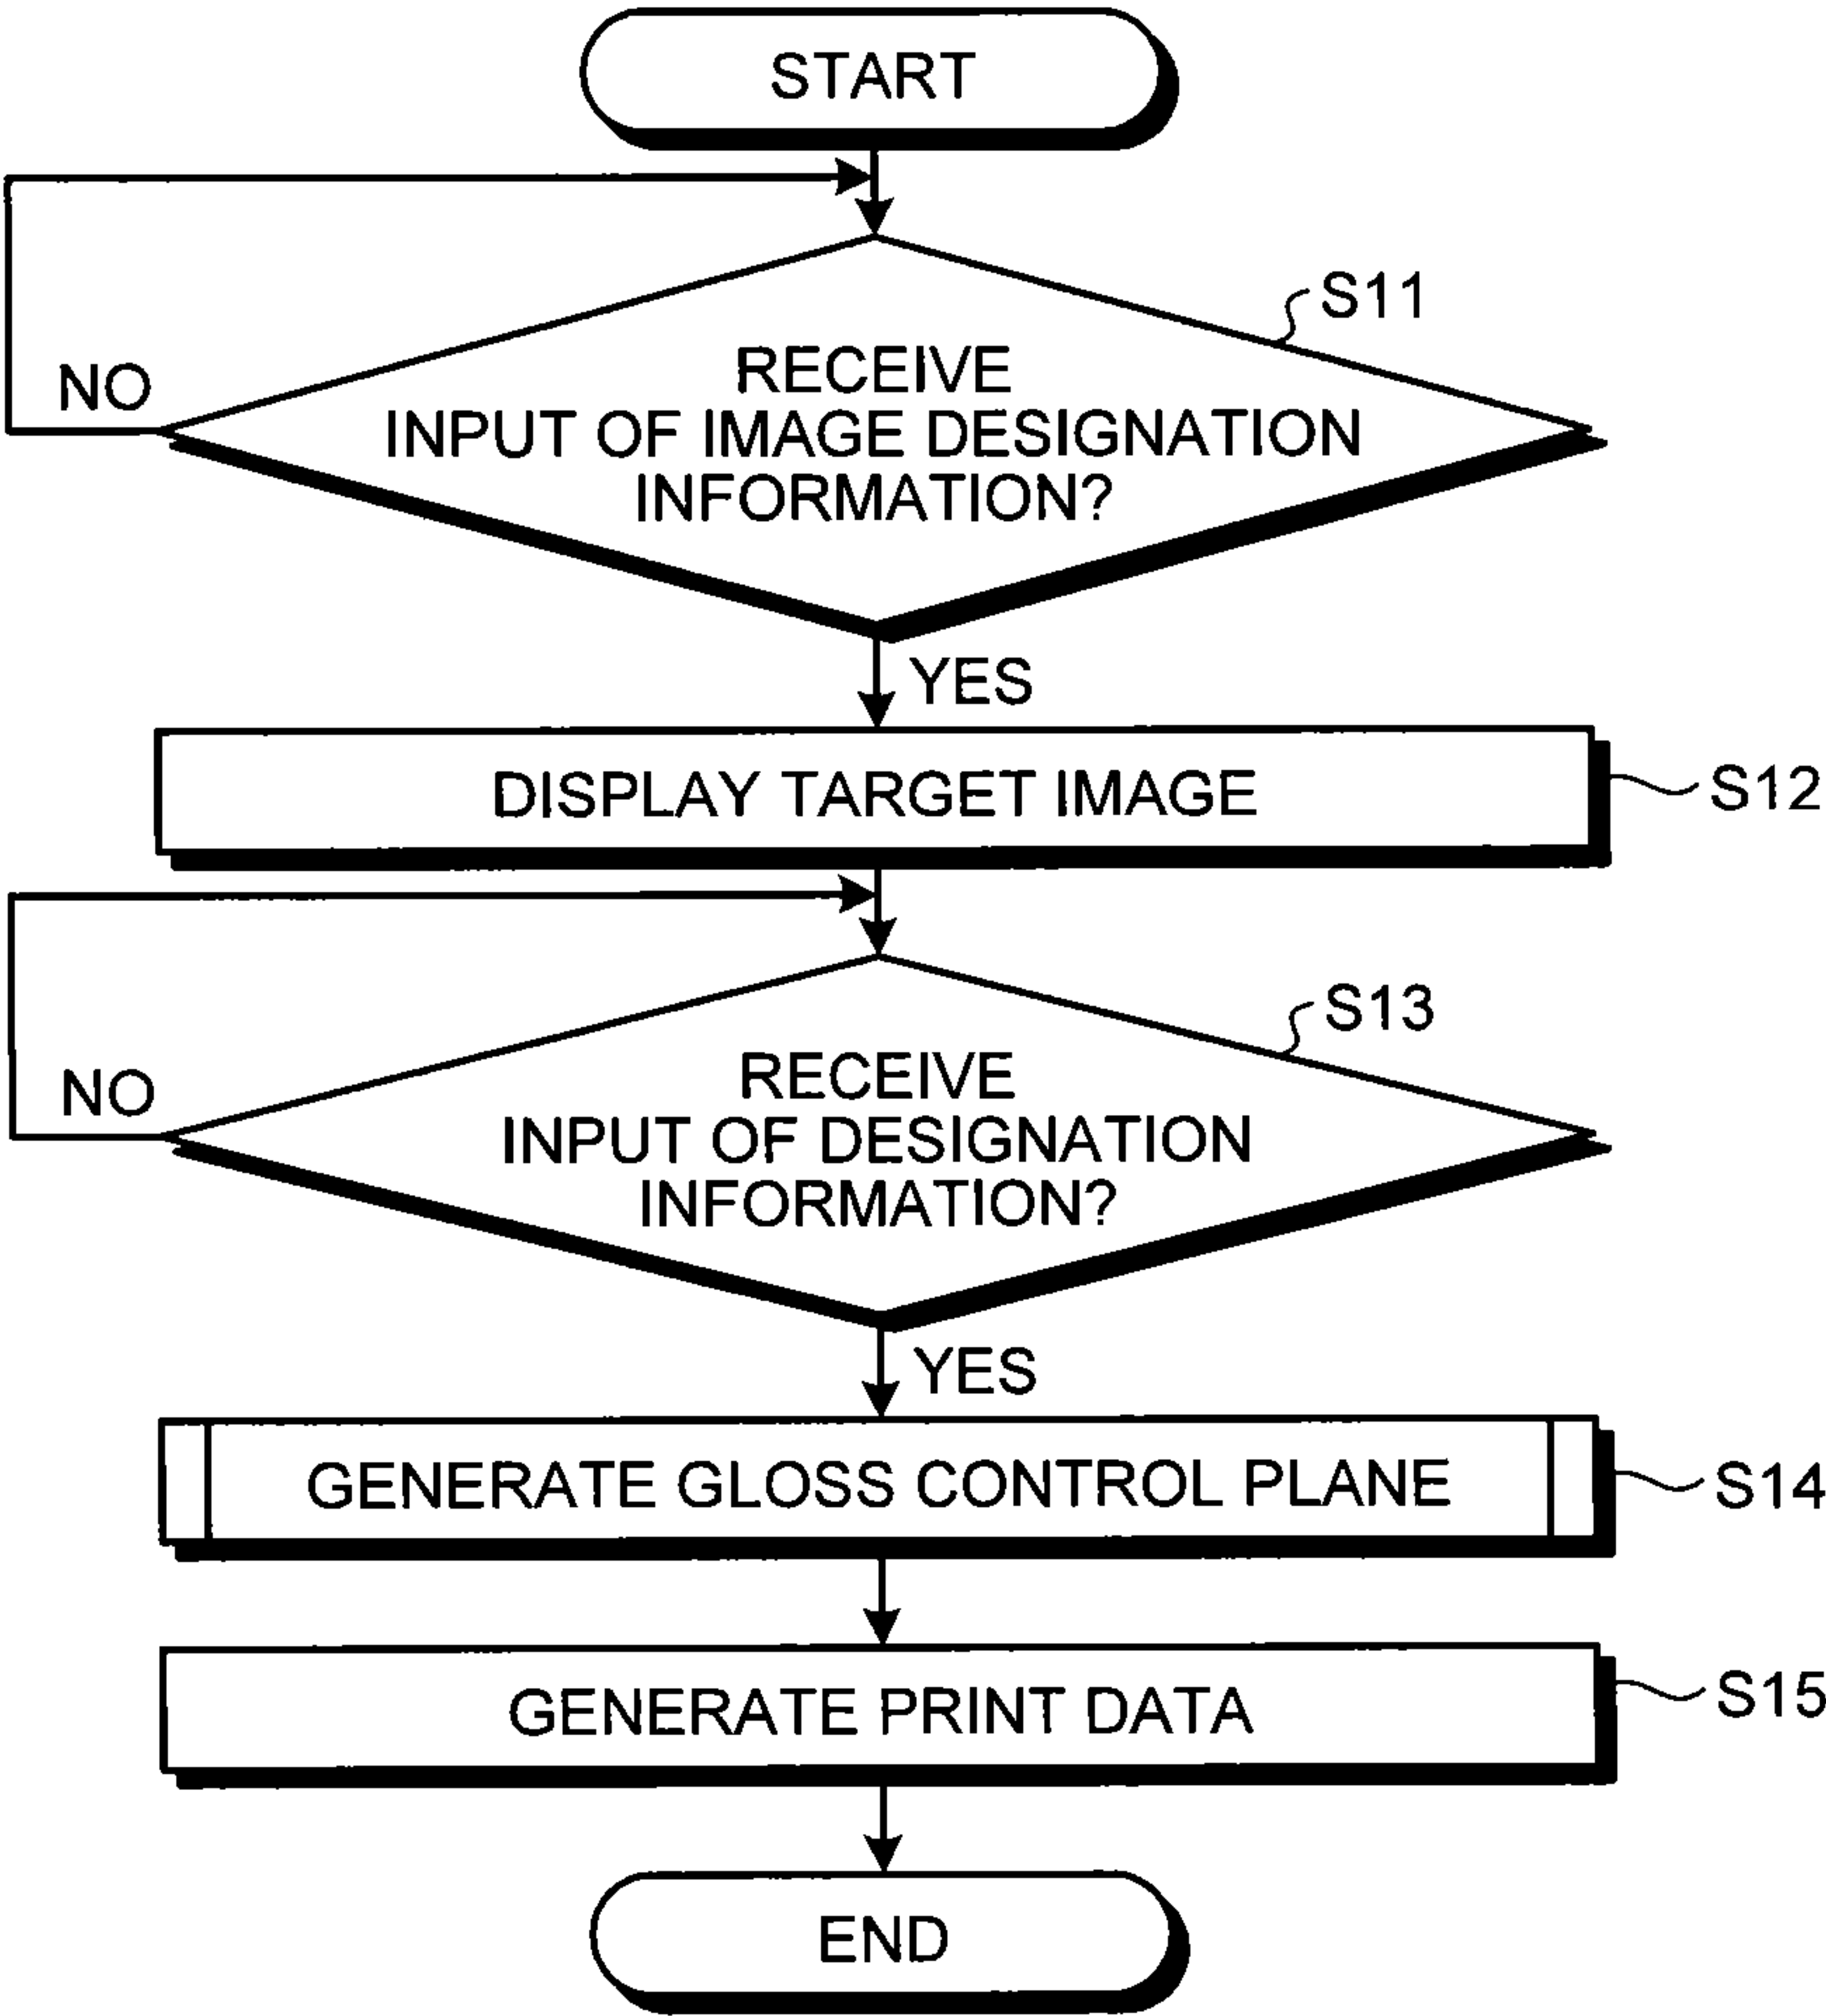 START
S11
RECEIVE
INPUT OF IMAGE DESIGNATION
INFORMATION?
NO
YES
DISPLAY TARGET IMAGE
S12
S13
RECEIVE
INPUT OF DESIGNATION
INFORMATION?
NO
YES
GENERATE GLOSS CONTROL PLANE
S14
GENERATE PRINT DATA
S15
END